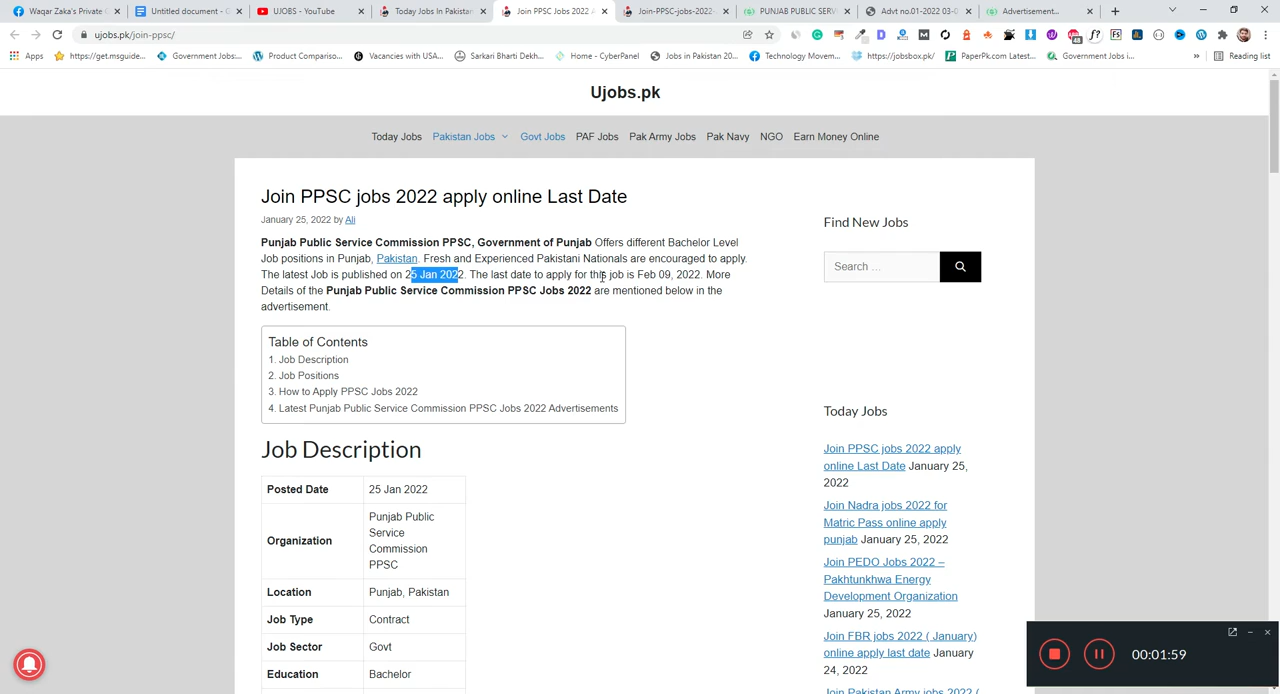 Waqar Zaka's Private
Untitled document -
UJOBS - YouTube
Today Jobs In Pakistan
Join PPSC Jobs 2022
Join-PPSC-jobs-2022-
PUNJAB PUBLIC SERV
Advt no.01-2022 03-0
Advertisement...
ujobs.pk/join-ppsc/
Apps
https://get.msguide...
Government Jobs:...
Product Compariso...
Vacancies with USA...
Sarkari Bharti Dekh...
Home - CyberPanel
Jobs in Pakistan 20...
Technology Movem...
https://jobsbox.pk/
PaperPk.com Latest...
Government Jobs i...
»
Reading list
Ujobs.pk
Today Jobs
Pakistan Jobs
Govt Jobs
PAF Jobs
Pak Army Jobs
Pak Navy
NGO
Earn Money Online
Join PPSC jobs 2022 apply online Last Date
January 25, 2022 by Ali
Punjab Public Service Commission PPSC, Government of Punjab Offers different Bachelor Level
Job positions in Punjab, Pakistan. Fresh and Experienced Pakistani Nationals are encouraged to apply.
The latest Job is published on 25 Jan 2022. The last date to apply for this job is Feb 09, 2022. More
Details of the Punjab Public Service Commission PPSC Jobs 2022 are mentioned below in the
advertisement.
Table of Contents
1. Job Description
2. Job Positions
3. How to Apply PPSC Jobs 2022
4. Latest Punjab Public Service Commission PPSC Jobs 2022 Advertisements
Job Description
Posted Date 25 Jan 2022
Organization Punjab Public
Service
Commission
PPSC
Location Punjab, Pakistan
Job Type Contract
Job Sector Govt
Education Bachelor
Find New Jobs
Search …
Today Jobs
Join PPSC jobs 2022 apply
online Last Date January 25,
2022
Join Nadra jobs 2022 for
Matric Pass online apply
punjab January 25, 2022
Join PEDO Jobs 2022 –
Pakhtunkhwa Energy
Development Organization
January 25, 2022
Join FBR jobs 2022 ( January)
online apply last date January
24, 2022
Join Pakistan Army jobs 2022 (
00:01:59